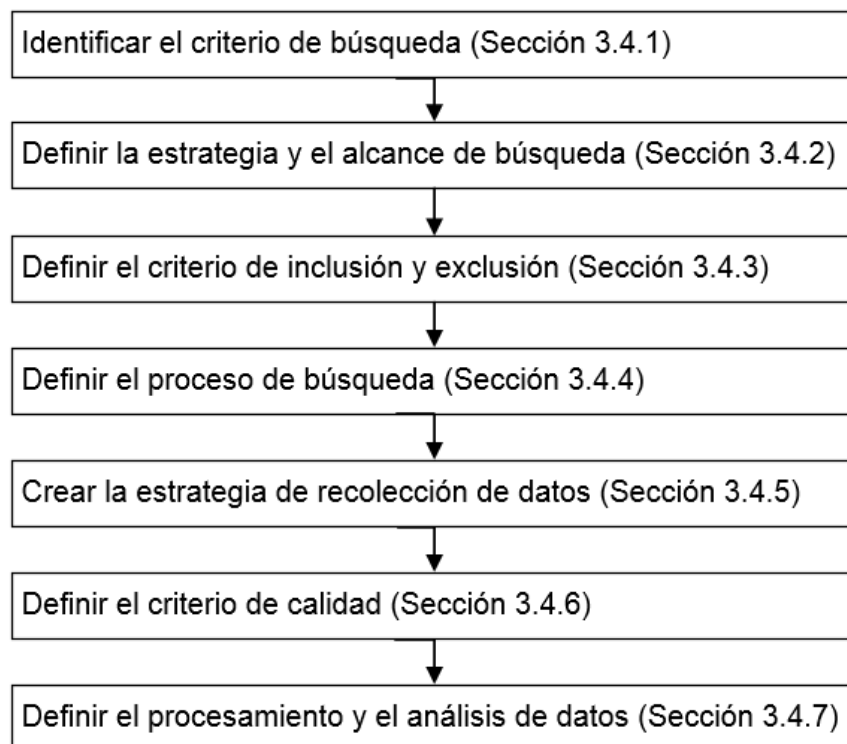 Identificar el criterio de búsqueda (Sección 3.4.1)
Definir la estrategia y el alcance de búsqueda (Sección 3.4.2)
Definir el criterio de inclusión y exclusión (Sección 3.4.3)
Definir el proceso de búsqueda (Sección 3.4.4)
Crear la estrategia de recolección de datos (Sección 3.4.5)
Definir el criterio de calidad (Sección 3.4.6)
Definir el procesamiento y el análisis de datos (Sección 3.4.7)